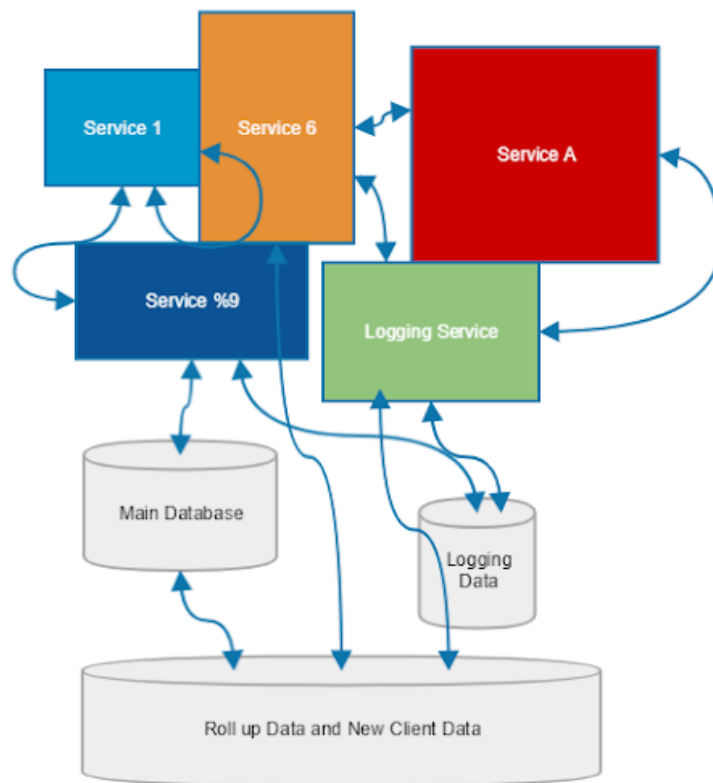 Service 1
Service 6
Service A
Service %9
Logging Service
Main Database
Logging
Data
Roll up Data and New Client Data